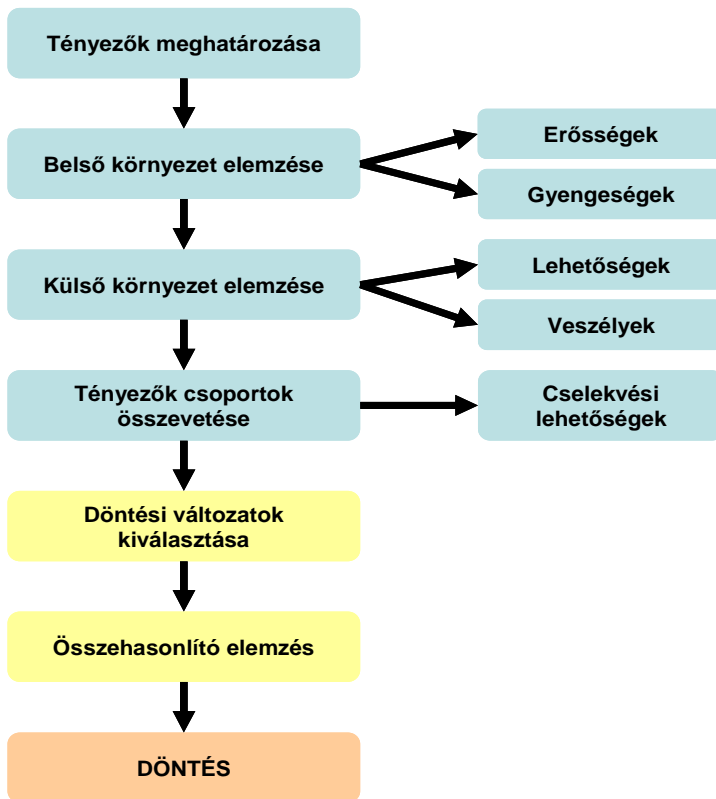 Tényezők meghatározása
Belső környezet elemzése
Erősségek
Gyengeségek
Külső környezet elemzése
Lehetőségek
Veszélyek
Tényezők csoportok
összevetése
Cselekvési
lehetőségek
Döntési változatok
kiválasztása
Összehasonlító elemzés
DÖNTÉS